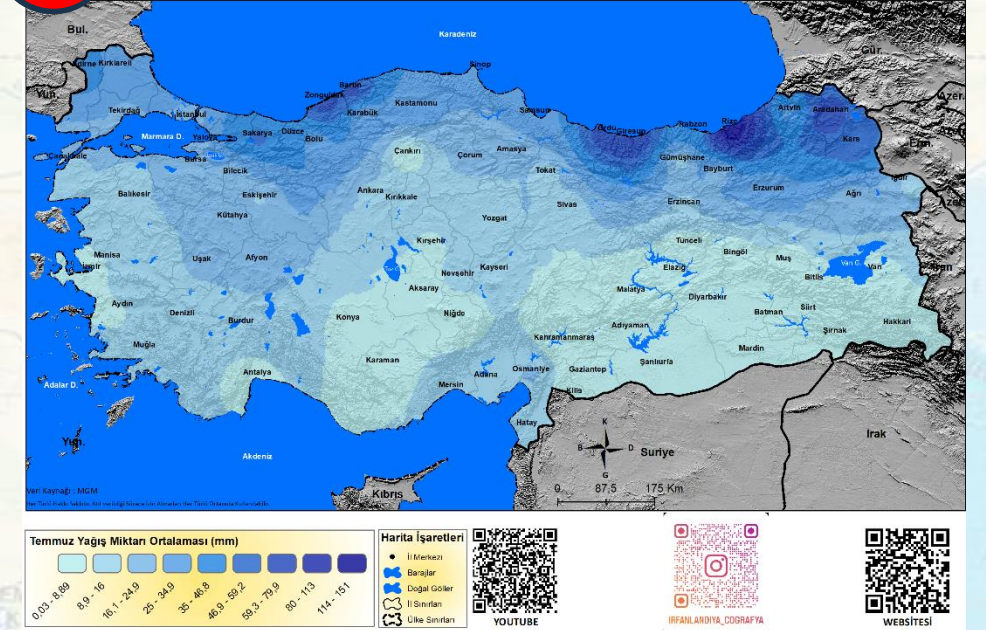 Bul.
Karadeniz
Gür.
Edirne Kırklareli
Sinop
Yun.
Bartın
Zonguldak
Kastamonu
Artvin Ardahan
Azer.
Tekirdağ
İstanbul
Karabük
Samsun
Ordu Giresun
Trabzon
Rize
Marmara D.
Yalova
Sakarya
Düzce
Bolu
Kars
Erm.
Çanakkale
Bursa
Çankırı
Çorum
Amasya
Gümüşhane
Bilecik
Tokat
Bayburt
Iğdır
Balıkesir
Eskişehir
Ankara
Kırıkkale
Sivas
Erzincan
Erzurum
Ağrı
Azer.
Kütahya
Yozgat
Manisa
İzmir
Uşak
Afyon
Kırşehir
Tunceli
Bingöl
Muş
Tuz G.
Nevşehir
Kayseri
Elazığ
Bitlis
Van G.
Van
İran
Aksaray
Malatya
Diyarbakır
Aydın
Denizli
Burdur
Konya
Niğde
Batman
Siirt
Hakkari
Muğla
Kahramanmaraş
Adıyaman
Şırnak
Karaman
Mardin
Adalar D.
Antalya
Mersin
Adana
Osmaniye
Gaziantep
Şanlıurfa
Kilis
Hatay
Yun.
K
B
D
G
Suriye
Irak
Akdeniz
Kıbrıs
0 87,5 175 Km
Veri Kaynağı : MGM
Temmuz Yağış Miktarı Ortalaması (mm)
0,03 - 8,89
8,9 - 16
16,1 - 24,9
25 - 34,9
35 - 46,8
46,9 - 59,2
59,3 - 79,9
80 - 113
114 - 151
Harita İşaretleri
İl Merkezi
Barajlar
Doğal Göller
İl Sınırları
Ülke Sınırları
YOUTUBE
IRFANLANDIYA_COGRAFYA
WEBSİTESİ